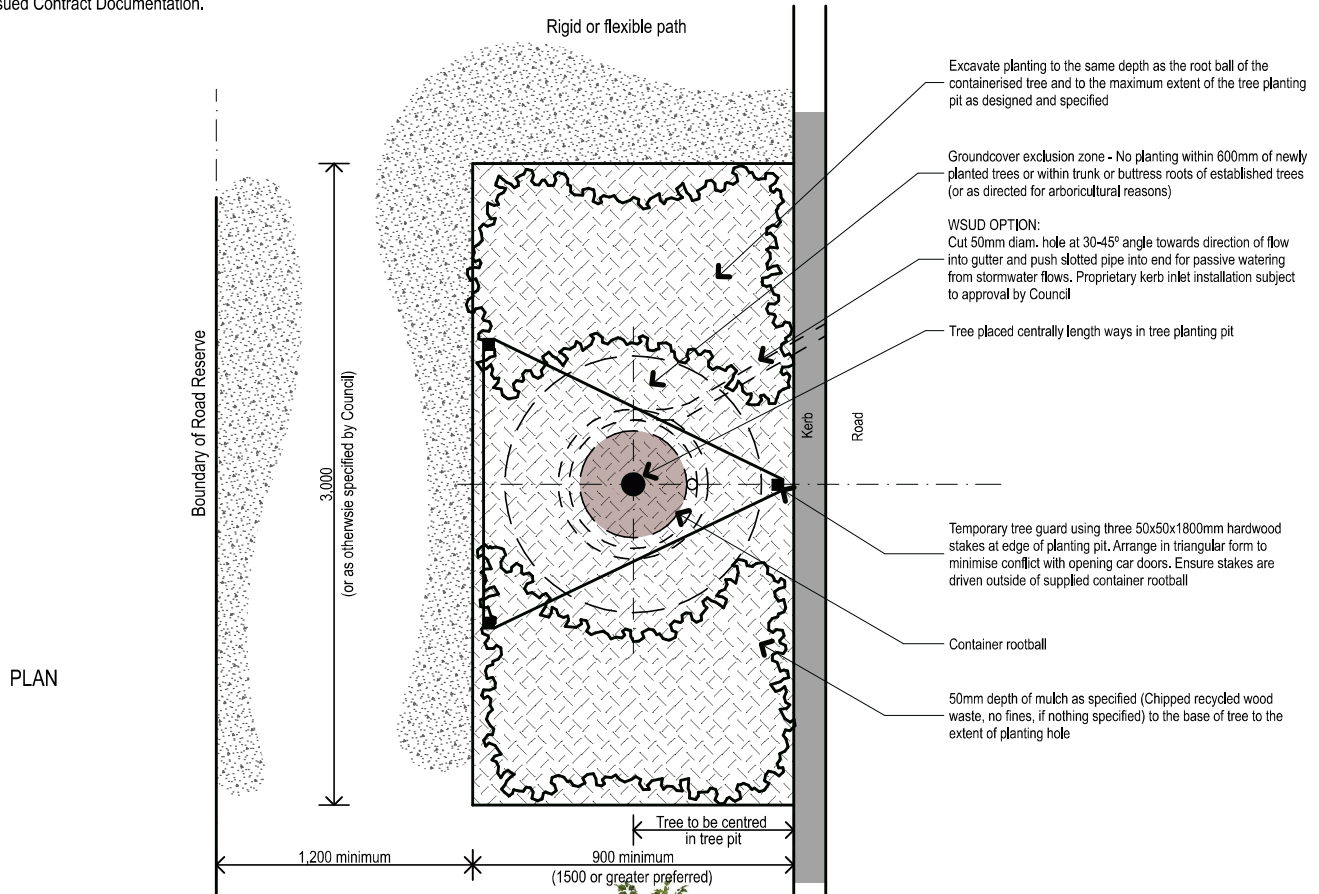 sued Contract Documentation.
Rigid or flexible path
Excavate planting to the same depth as the root ball of the
containerised tree and to the maximum extent of the tree planting
pit as designed and specified
Groundcover exclusion zone - No planting within 600mm of newly
planted trees or within trunk or buttress roots of established trees
(or as directed for arboricultural reasons)
WSUD OPTION:
Cut 50mm diam. hole at 30-45º angle towards direction of flow
into gutter and push slotted pipe into end for passive watering
from stormwater flows. Proprietary kerb inlet installation subject
to approval by Council
Tree placed centrally length ways in tree planting pit
Boundary of Road Reserve
3,000
(or as otherwsie specified by Council)
Kerb
Road
Temporary tree guard using three 50x50x1800mm hardwood
stakes at edge of planting pit. Arrange in triangular form to
minimise conflict with opening car doors. Ensure stakes are
driven outside of supplied container rootball
Container rootball
PLAN
50mm depth of mulch as specified (Chipped recycled wood
waste, no fines, if nothing specified) to the base of tree to the
extent of planting hole
Tree to be centred
in tree pit
1,200 minimum
900 minimum
(1500 or greater preferred)